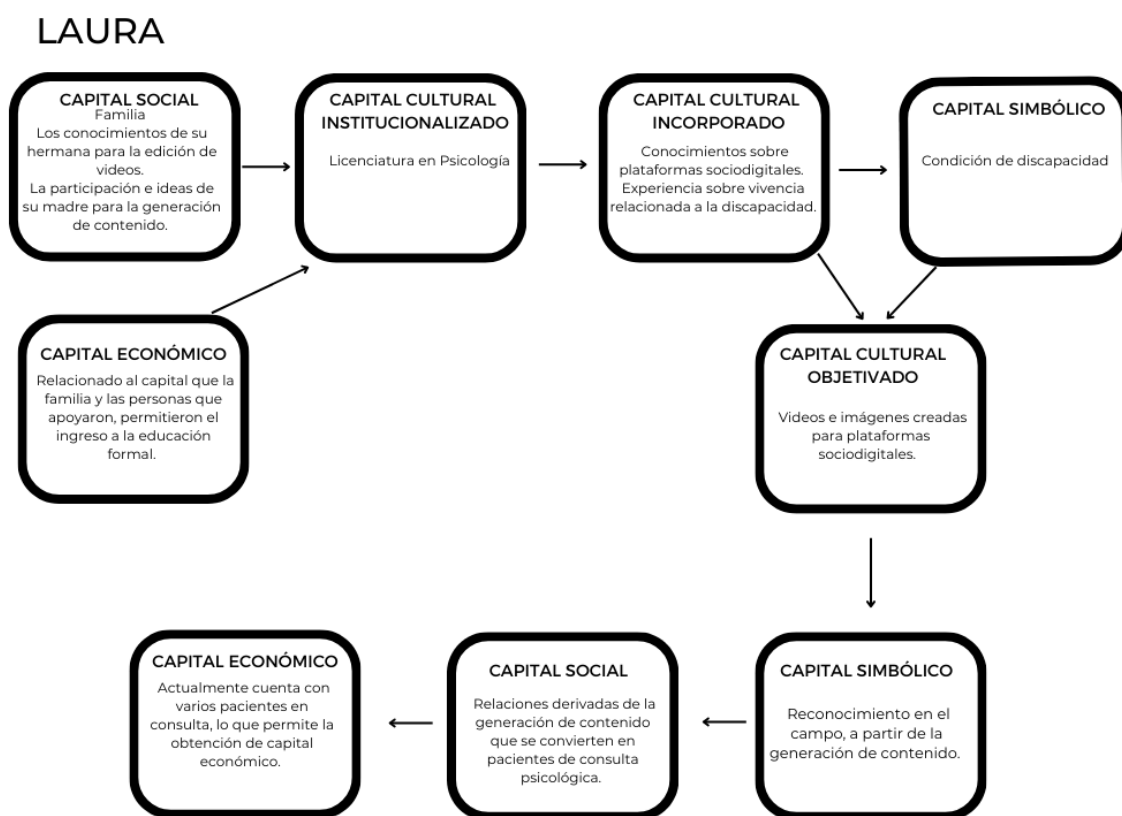 LAURA
CAPITAL SOCIAL
Familia
Los conocimientos de su
hermana para la edición de
videos.
La participación e ideas de
su madre para la generación
de contenido.
CAPITAL CULTURAL
INSTITUCIONALIZADO
Licenciatura en Psicología
CAPITAL CULTURAL
INCORPORADO
Conocimientos sobre
plataformas sociodigitales.
Experiencia sobre vivencia
relacionada a la discapacidad.
CAPITAL SIMBÓLICO
Condición de discapacidad
CAPITAL ECONÓMICO
Relacionado al capital que la
familia y las personas que
apoyaron, permitieron el
ingreso a la educación
formal.
CAPITAL CULTURAL
OBJETIVADO
Videos e imágenes creadas
para plataformas
sociodigitales.
CAPITAL ECONÓMICO
Actualmente cuenta con
varios pacientes en
consulta, lo que permite la
obtención de capital
económico.
CAPITAL SOCIAL
Relaciones derivadas de la
generación de contenido
que se convierten en
pacientes de consulta
psicológica.
CAPITAL SIMBÓLICO
Reconocimiento en el
campo, a partir de la
generación de contenido.